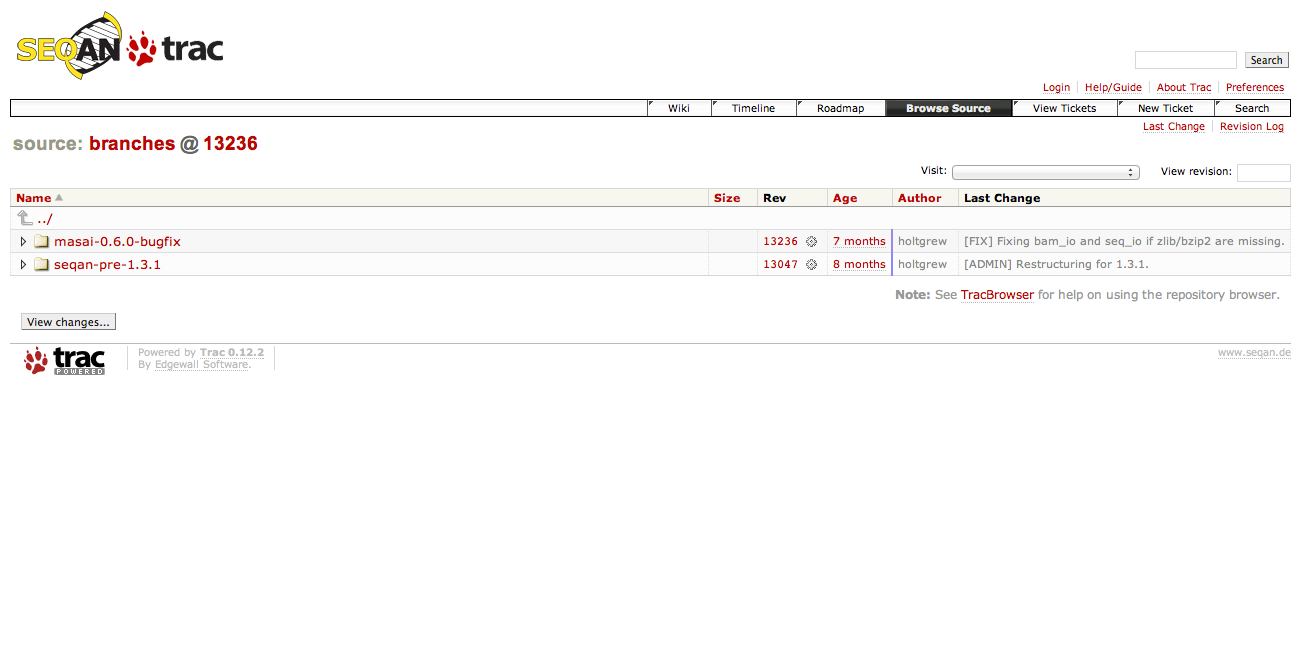 SEQAN trac
Search
Login Help/Guide About Trac Preferences
Wiki Timeline Roadmap Browse Source View Tickets New Ticket Search
Last Change Revision Log
source: branches @ 13236
Visit: View revision:
Name Size Rev Age Author Last Change
../
masai-0.6.0-bugfix 13236 7 months holtgrew [FIX] Fixing bam_io and seq_io if zlib/bzip2 are missing.
seqan-pre-1.3.1 13047 8 months holtgrew [ADMIN] Restructuring for 1.3.1.
Note: See TracBrowser for help on using the repository browser.
View changes...
trac POWERED
Powered by Trac 0.12.2
By Edgewall Software.
www.seqan.de